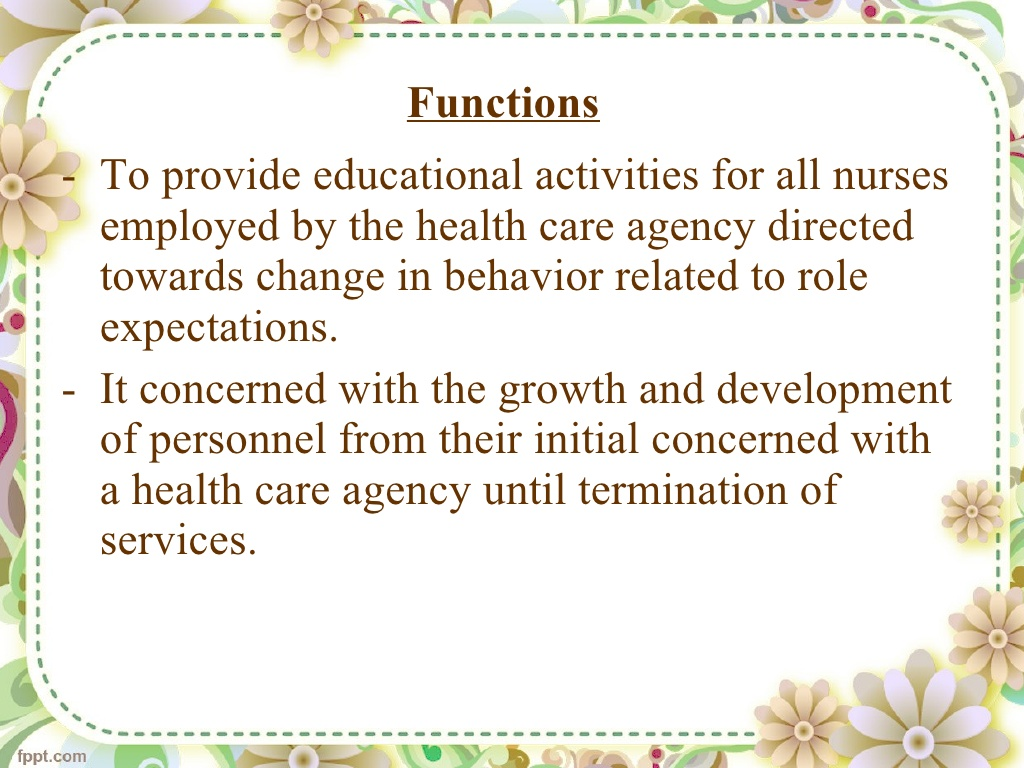 Functions
- To provide educational activities for all nurses
employed by the health care agency directed
towards change in behavior related to role
expectations.
- It concerned with the growth and development
of personnel from their initial concerned with
a health care agency until termination of
services.
fppt.com